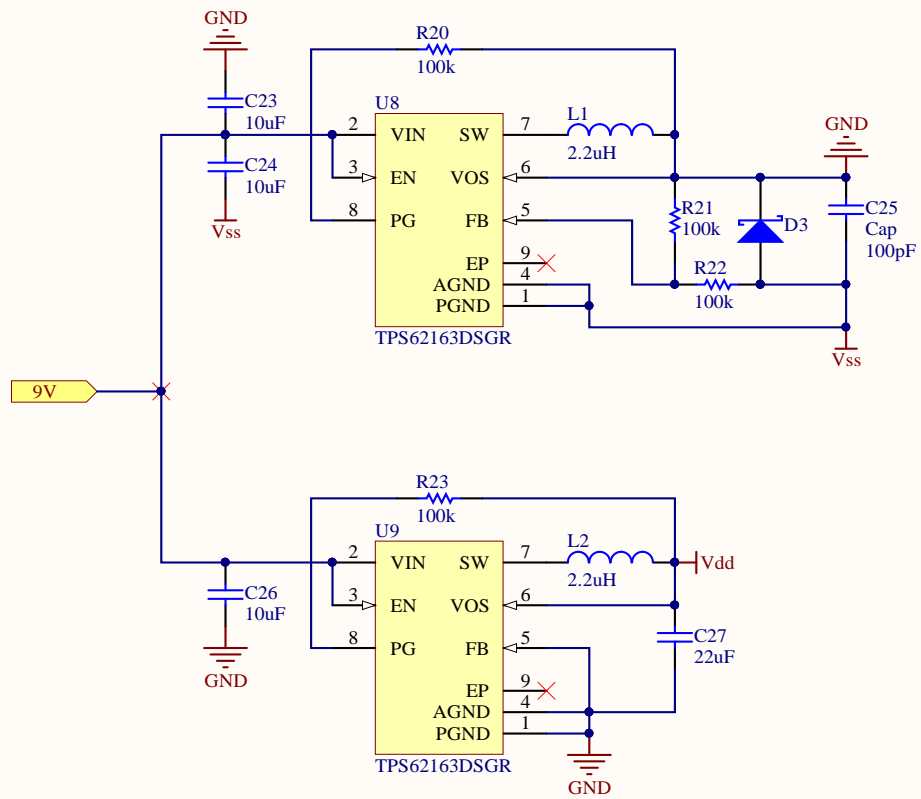 GND
R20
100k
C23
10uF
U8
2 VIN SW 7
L1
2.2uH
GND
C24
10uF
3 EN VOS 6
Vss
8 PG FB 5
R21
100k
D3
C25
Cap
100pF
EP 9
R22
100k
AGND 4
PGND 1
TPS62163DSGR
Vss
9V
R23
100k
U9
2 VIN SW 7
L2
2.2uH
Vdd
C26
10uF
3 EN VOS 6
C27
22uF
8 PG FB 5
GND
EP 9
AGND 4
PGND 1
TPS62163DSGR
GND